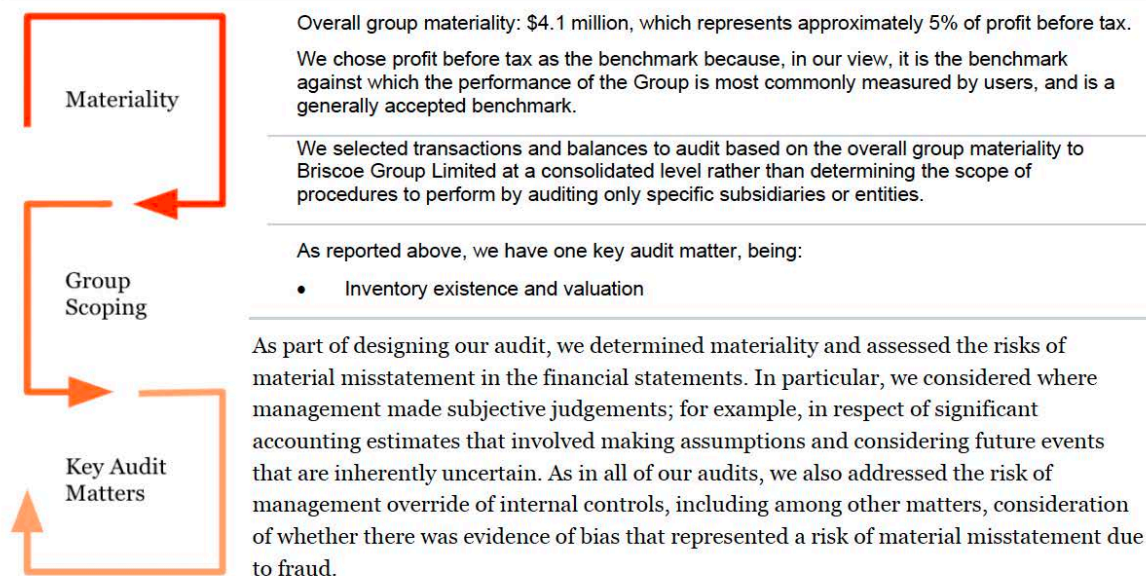 Materiality
Overall group materiality: $4.1 million, which represents approximately 5% of profit before tax.
We chose profit before tax as the benchmark because, in our view, it is the benchmark
against which the performance of the Group is most commonly measured by users, and is a
generally accepted benchmark.
Group
Scoping
We selected transactions and balances to audit based on the overall group materiality to
Briscoe Group Limited at a consolidated level rather than determining the scope of
procedures to perform by auditing only specific subsidiaries or entities.
Key Audit
Matters
As reported above, we have one key audit matter, being:
• Inventory existence and valuation
As part of designing our audit, we determined materiality and assessed the risks of
material misstatement in the financial statements. In particular, we considered where
management made subjective judgements; for example, in respect of significant
accounting estimates that involved making assumptions and considering future events
that are inherently uncertain. As in all of our audits, we also addressed the risk of
management override of internal controls, including among other matters, consideration
of whether there was evidence of bias that represented a risk of material misstatement due
to fraud.